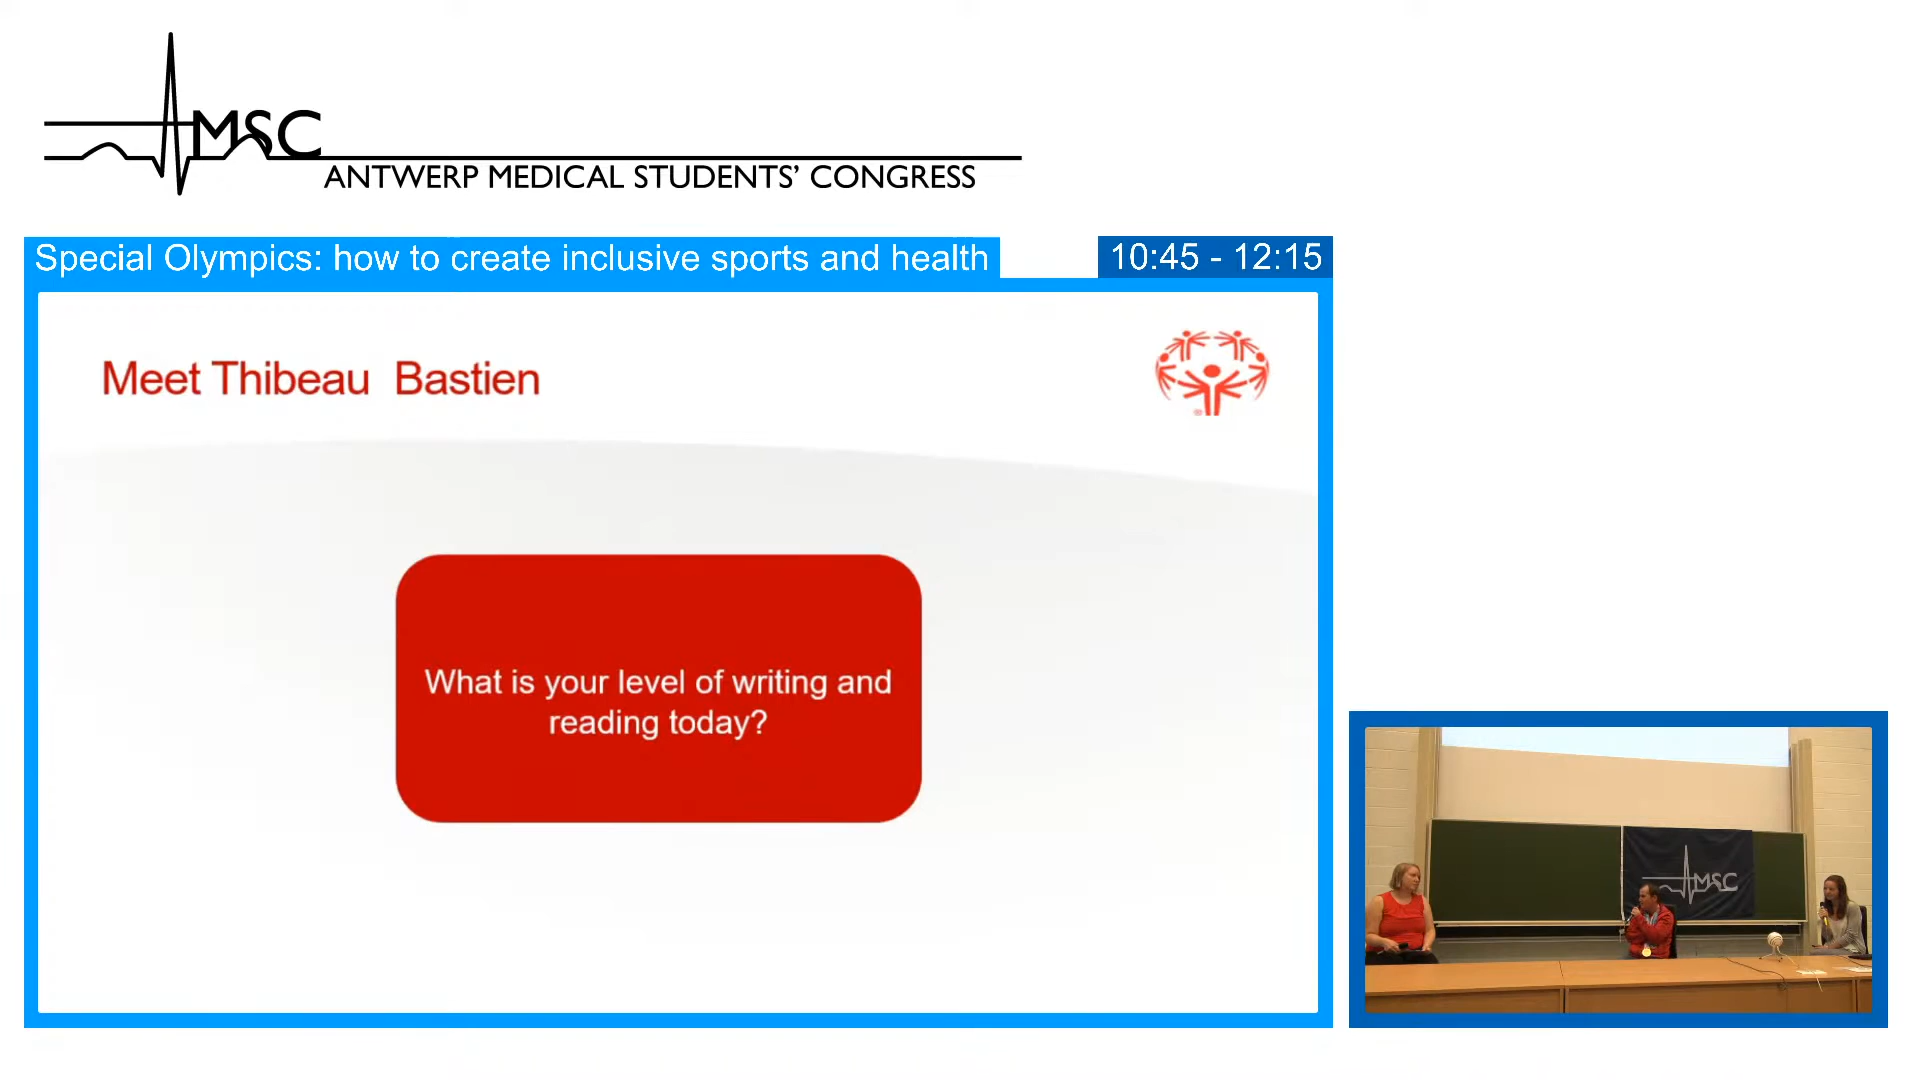 MSC
ANTWERP MEDICAL STUDENTS’ CONGRESS
Special Olympics: how to create inclusive sports and health
10:45 - 12:15
Meet Thibeau  Bastien
What is your level of writing and
reading today?
MSC